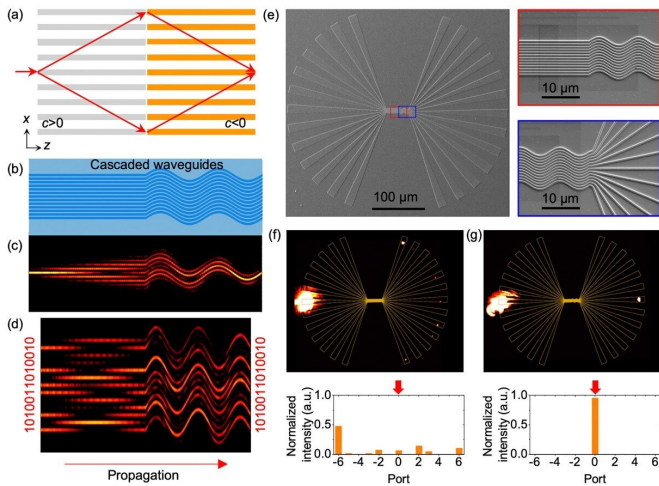 (a)
c>0
c<0
x
z
(b)
Cascaded waveguides
(c)
(d)
1010011010010
1010011010010
Propagation
(e)
100 μm
10 μm
10 μm
(f)
(g)
Normalized
intensity (a.u.)
1.0
0.5
0.0
-6 -4 -2 0 2 4 6
Port
Normalized
intensity (a.u.)
1.0
0.5
0.0
-6 -4 -2 0 2 4 6
Port